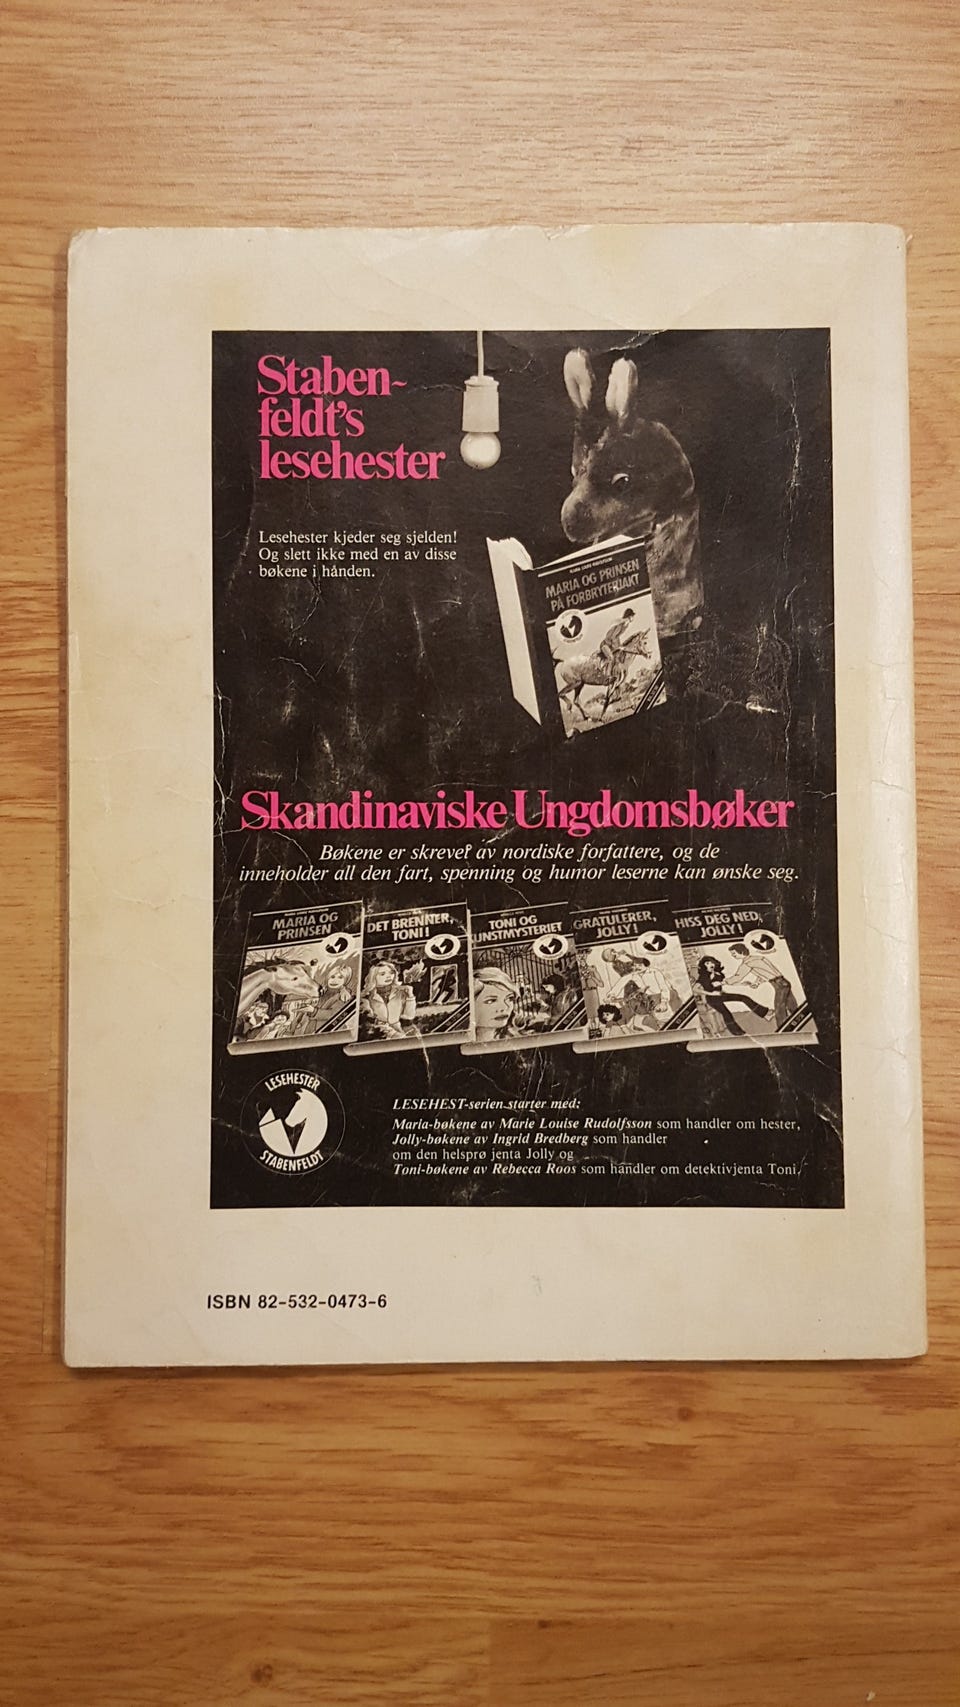 Staben-
feldt's
lesehester
Lesehester kjeder seg sjelden!
Og slett ikke med en av disse
bøkene i hånden.
MARIA OG PRINSEN
PÅ FORBRYTERJAKT
Skandinaviske Ungdomsbøker
Bøkene er skrevet av nordiske forfattere, og de
inneholder all den fart, spenning og humor leserne kan ønske seg.
MARIA OG
PRINSEN
DET BRENNER,
TONI!
TONI OG
KUNSTMYSTERIET
GRATULERER,
JOLLY!
HISS DEG NED,
JOLLY!
LESEHESTER
STABENFELDT
LESEHEST-serien starter med:
Maria-bøkene av Marie Louise Rudolfsson som handler om hester,
Jolly-bøkene av Ingrid Bredberg som handler
om den helsprø jenta Jolly og
Toni-bøkene av Rebecca Roos som handler om detektivjenta Toni.
ISBN 82-532-0473-6